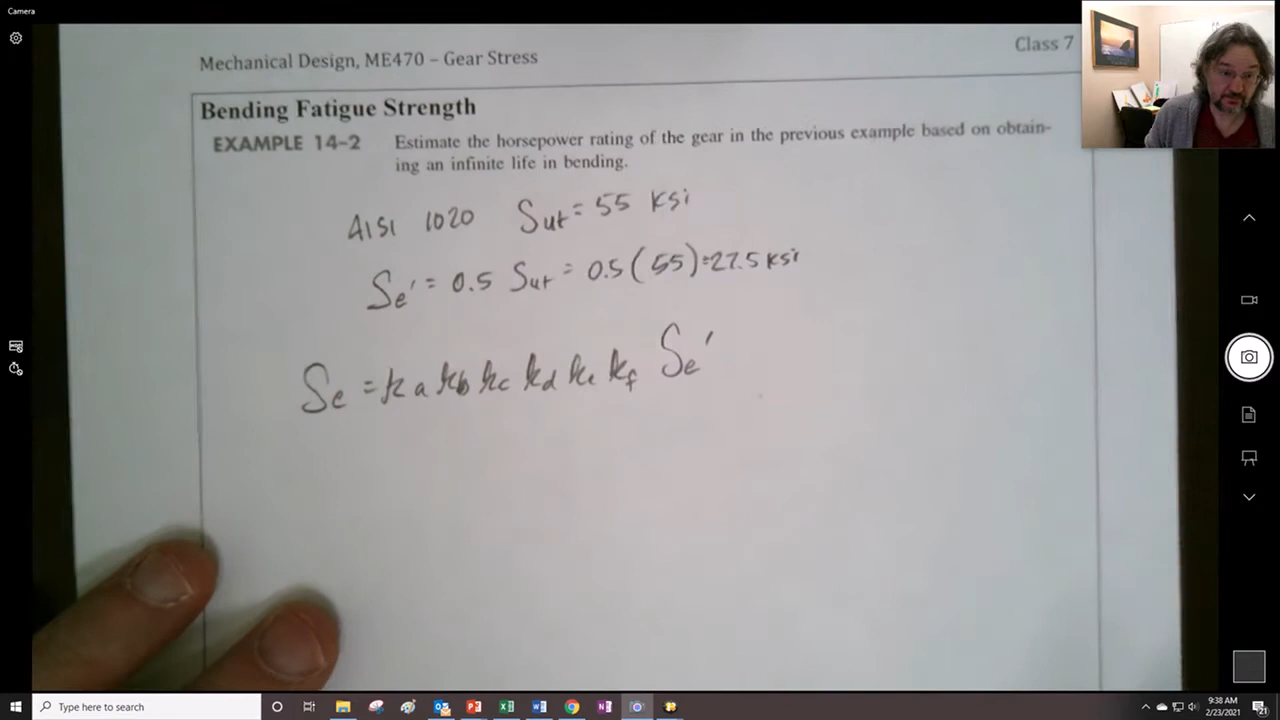 Camera
Mechanical Design, ME470 – Gear Stress
Class 7
Bending Fatigue Strength
EXAMPLE 14–2 Estimate the horsepower rating of the gear in the previous example based on obtain-
ing an infinite life in bending.
AISI 1020 Sut = 55 ksi
Se' = 0.5 Sut = 0.5(55)=27.5 ksi
Se = ka kb kc kd ke kf Se'
Type here to search
9:38 AM
2/23/2021
21